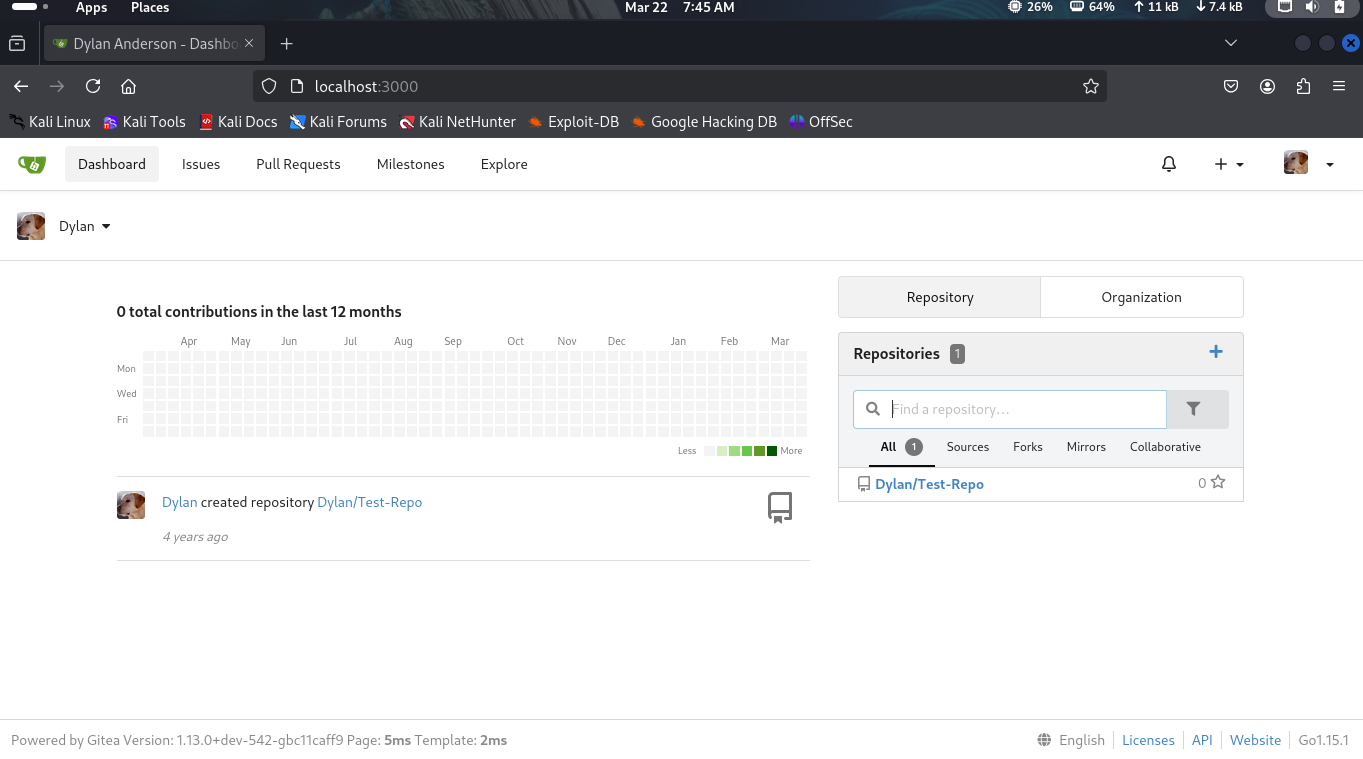 Apps Places Mar 22 7:45 AM 26% 64% 11 kB 7.4 kB
Dylan Anderson - Dashbo
localhost:3000
Kali Linux Kali Tools Kali Docs Kali Forums Kali NetHunter Exploit-DB Google Hacking DB OffSec
Dashboard Issues Pull Requests Milestones Explore
Dylan
0 total contributions in the last 12 months
Apr May Jun Jul Aug Sep Oct Nov Dec Jan Feb Mar
Mon
Wed
Fri
Less More
Dylan created repository Dylan/Test-Repo
4 years ago
Repository Organization
Repositories 1
Find a repository...
All 1 Sources Forks Mirrors Collaborative
Dylan/Test-Repo 0
Powered by Gitea Version: 1.13.0+dev-542-gbc11caff9 Page: 5ms Template: 2ms English Licenses API Website Go1.15.1